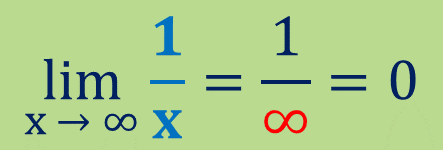 lim x → ∞ 1/x = 1/∞ = 0